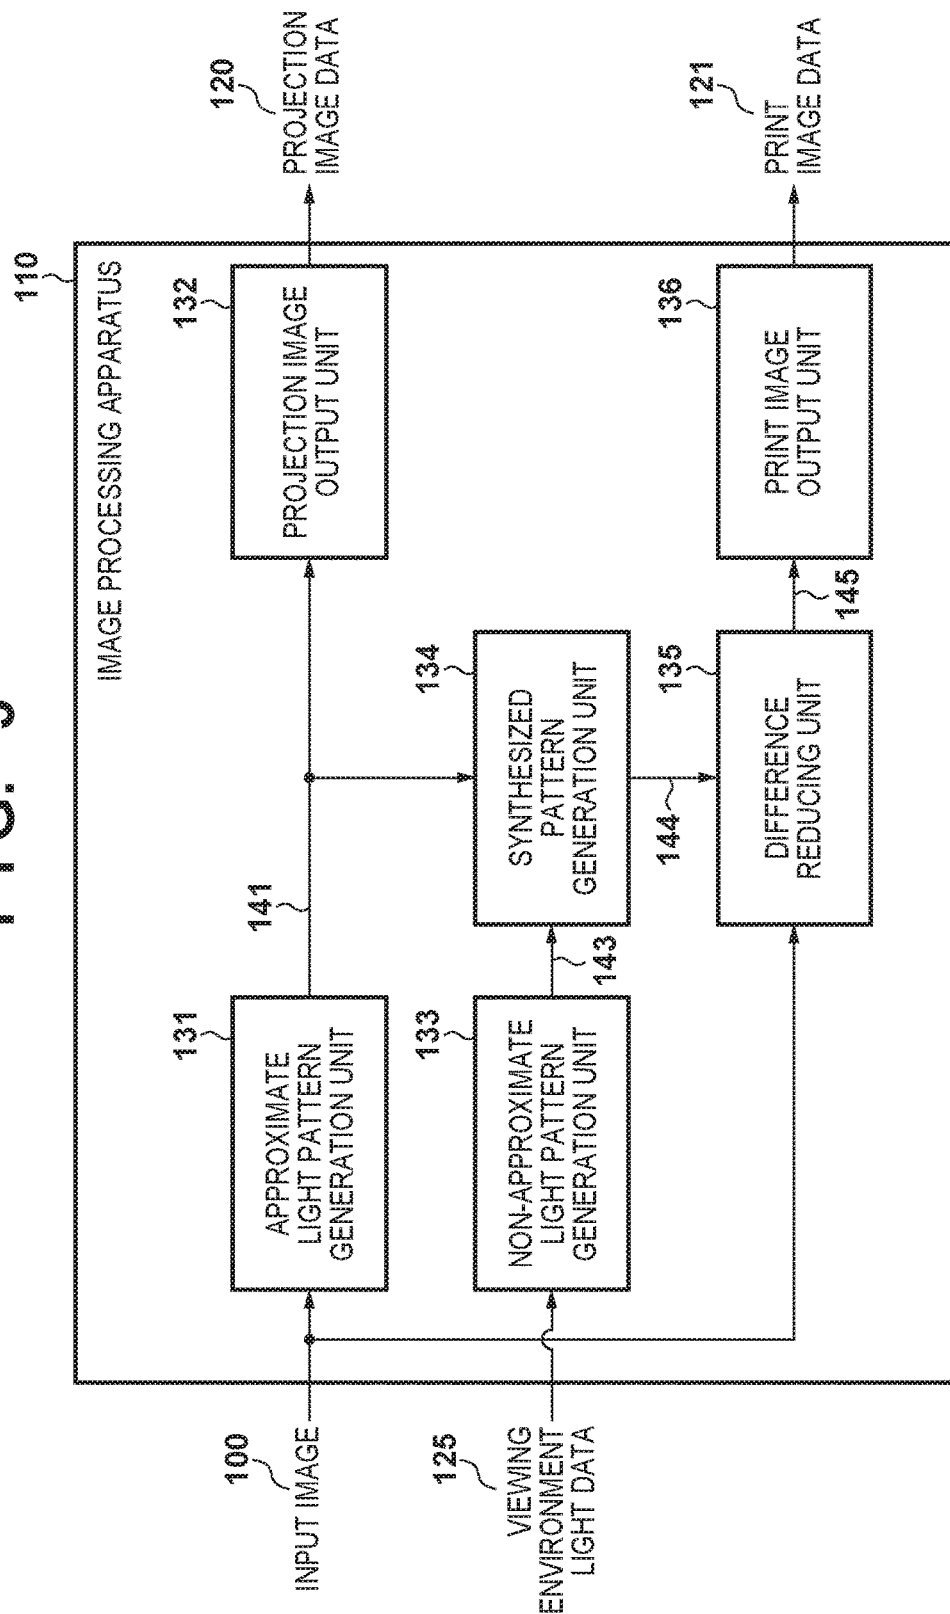 FIG.
110
IMAGE PROCESSING APPARATUS
100
INPUT IMAGE
131
APPROXIMATE
LIGHT PATTERN
GENERATION UNIT
141
132
PROJECTION IMAGE
OUTPUT UNIT
120
PROJECTION
IMAGE DATA
125
VIEWING
ENVIRONMENT
LIGHT DATA
133
NON-APPROXIMATE
LIGHT PATTERN
GENERATION UNIT
143
134
SYNTHESIZED
PATTERN
GENERATION UNIT
144
135
DIFFERENCE
REDUCING UNIT
145
136
PRINT IMAGE
OUTPUT UNIT
121
PRINT
IMAGE DATA